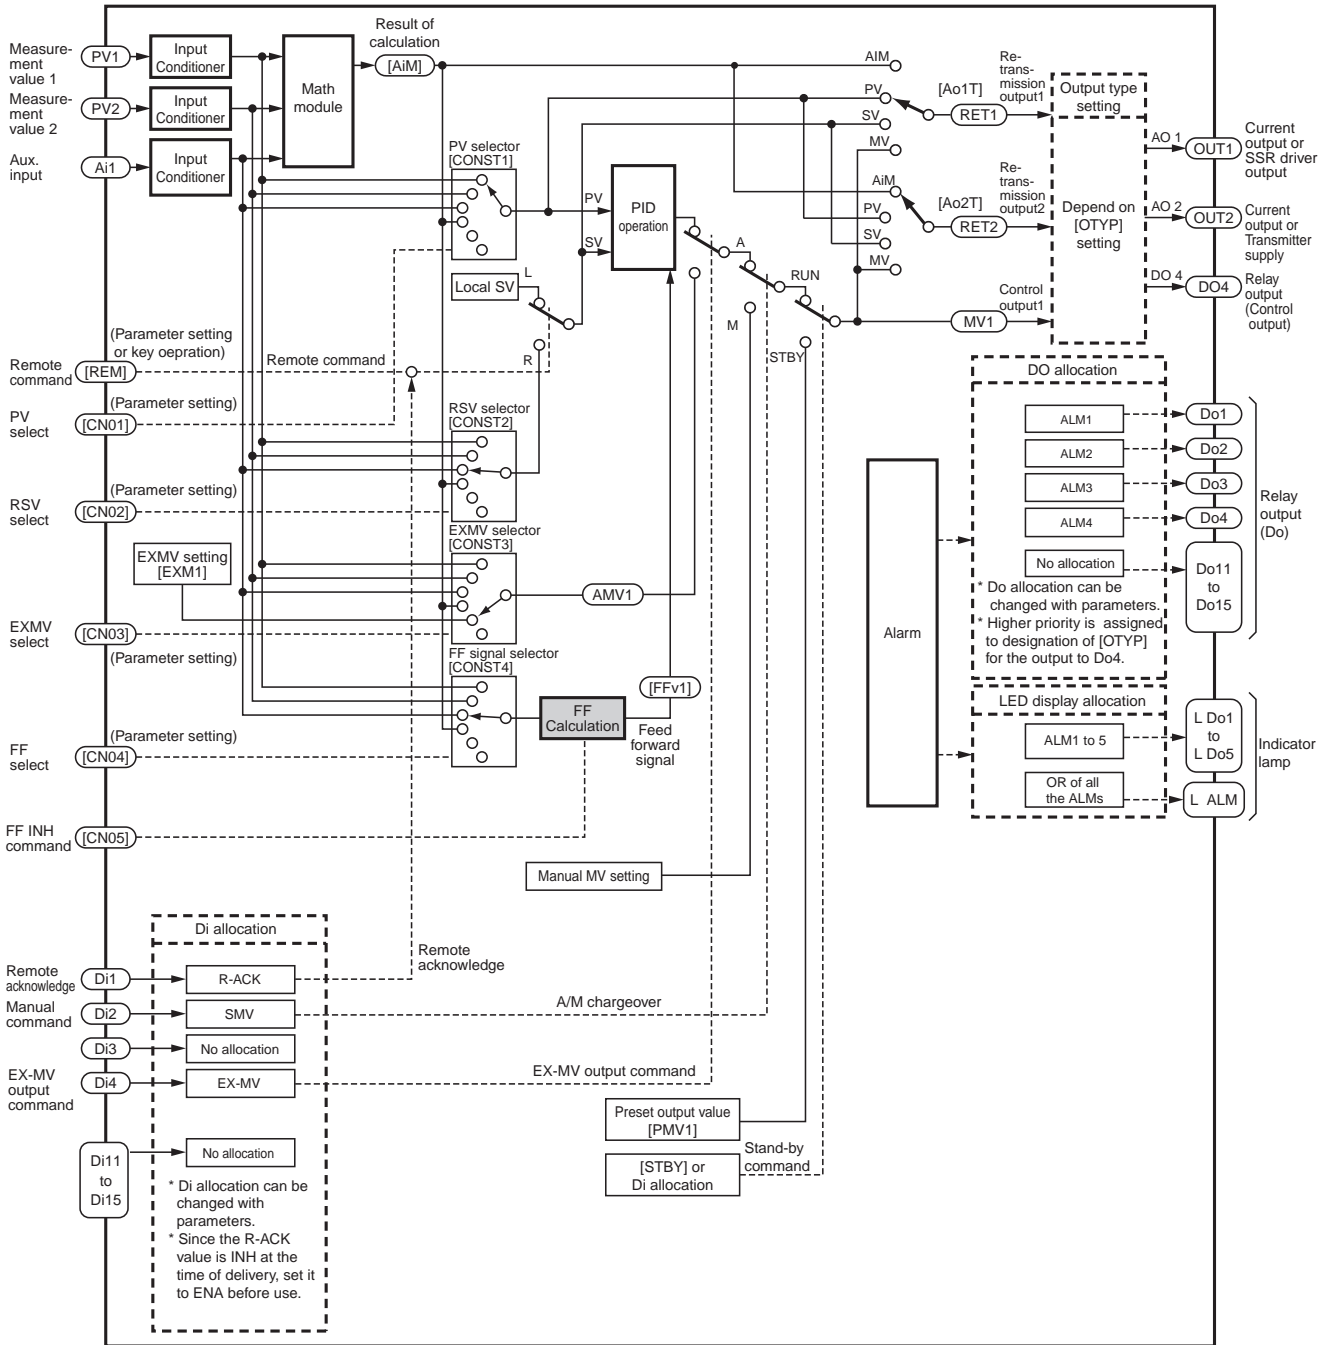 Measure-
ment
value 1
PV1
Input
Conditioner
Math
module
Result of
calculation
[AiM]
Measure-
ment
value 2
PV2
Input
Conditioner
Aux.
input
Ai1
Input
Conditioner
PV selector
[CONST1]
PV
SV
PID
operation
L
Local SV
R
A
M
RUN
STBY
AIM
PV
SV
MV
[Ao1T]
RET1
Re-
trans-
mission
output1
AiM
PV
SV
MV
[Ao2T]
RET2
Re-
trans-
mission
output2
Control
output1
MV1
Output type
setting
Depend on
[OTYP]
setting
AO 1
OUT1
Current
output or
SSR driver
output
AO 2
OUT2
Current
output or
Transmitter
supply
DO 4
DO4
Relay
output
(Control
output)
(Parameter setting
or key oepration)
Remote
command
[REM]
Remote command
(Parameter setting)
PV
select
[CN01]
RSV selector
[CONST2]
(Parameter setting)
RSV
select
[CN02]
EXMV selector
[CONST3]
EXMV setting
[EXM1]
AMV1
EXMV
select
[CN03]
(Parameter setting)
FF signal selector
[CONST4]
FF
Calculation
[FFv1]
Feed
forward
signal
(Parameter setting)
FF
select
[CN04]
FF INH
command
[CN05]
Manual MV setting
DO allocation
ALM1
Do1
ALM2
Do2
ALM3
Do3
ALM4
Do4
No allocation
Do11
to
Do15
Relay
output
(Do)
* Do allocation can be
changed with parameters.
* Higher priority is assigned
to designation of [OTYP]
for the output to Do4.
Alarm
LED display allocation
ALM1 to 5
L Do1
to
L Do5
OR of all
the ALMs
L ALM
Indicator
lamp
Di allocation
Remote
acknowledge
Di1
R-ACK
Remote
acknowledge
Manual
command
Di2
SMV
A/M chargeover
Di3
No allocation
EX-MV
output
command
Di4
EX-MV
EX-MV output command
Di11
to
Di15
No allocation
* Di allocation can be
changed with
parameters.
* Since the R-ACK
value is INH at the
time of delivery, set it
to ENA before use.
Preset output value
[PMV1]
[STBY] or
Di allocation
Stand-by
command